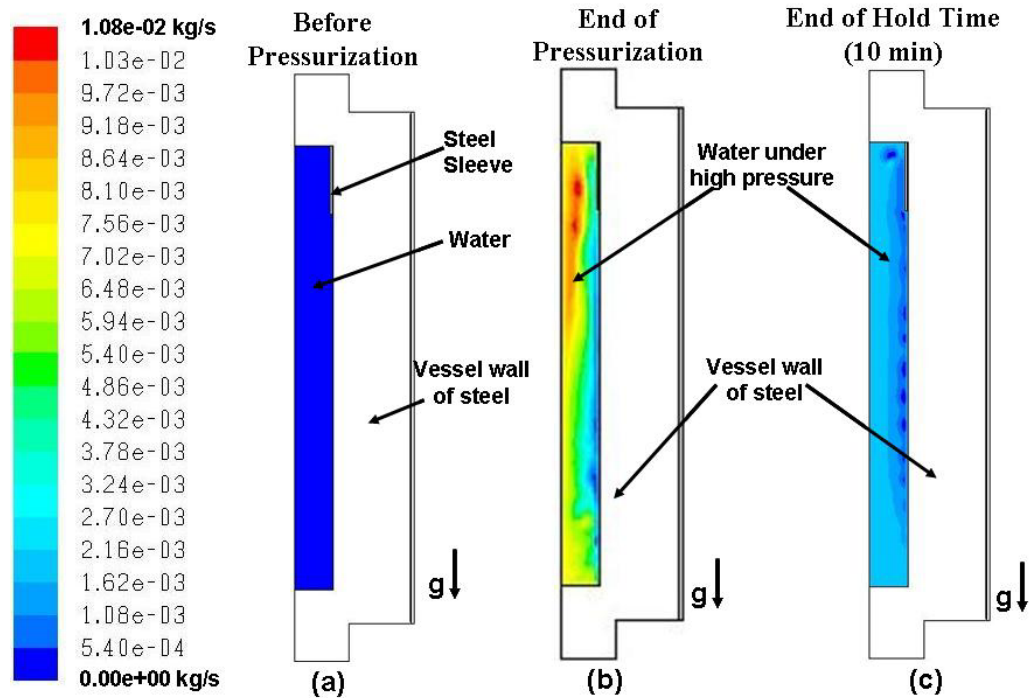 1.08e-02 kg/s
1.03e-02
9.72e-03
9.18e-03
8.64e-03
8.10e-03
7.56e-03
7.02e-03
6.48e-03
5.94e-03
5.40e-03
4.86e-03
4.32e-03
3.78e-03
3.24e-03
2.70e-03
2.16e-03
1.62e-03
1.08e-03
5.40e-04
0.00e+00 kg/s
Before
Pressurization
Steel
Sleeve
Water
Vessel wall
of steel
g
(a)
End of
Pressurization
Water under
high pressure
Vessel wall
of steel
g
(b)
End of Hold Time
(10 min)
g
(c)